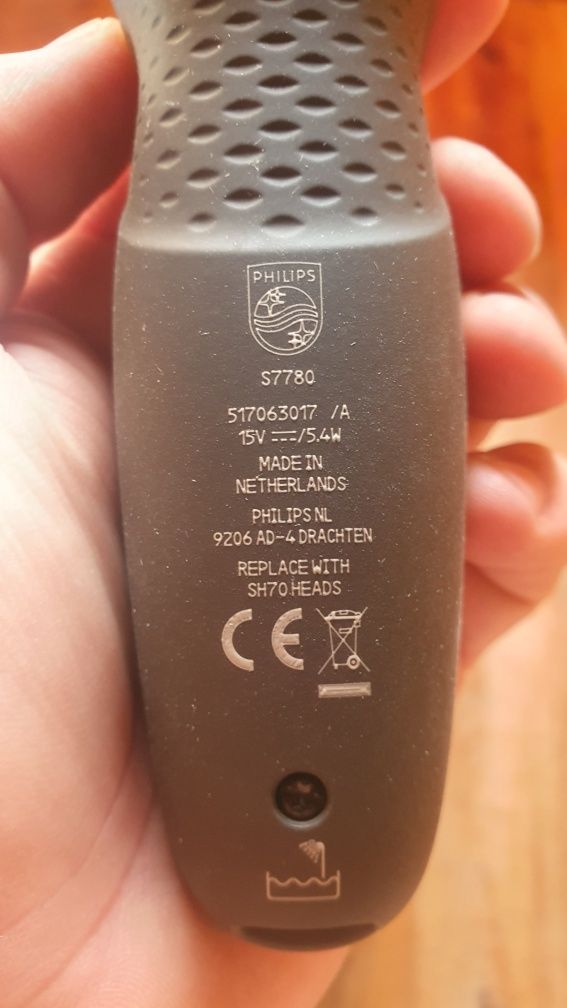 PHILIPS
S7780
517063017 /A
15V ⎓/5.4W
MADE IN
NETHERLANDS
PHILIPS NL
9206 AD-4 DRACHTEN
REPLACE WITH
SH70 HEADS
CE